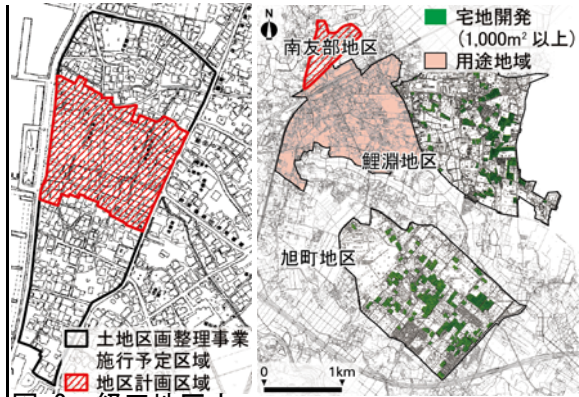 土地区画整理事業
施行予定区域
地区計画区域
N
南友部地区
宅地開発
(1,000m² 以上)
用途地域
鯉淵地区
旭町地区
0 1km